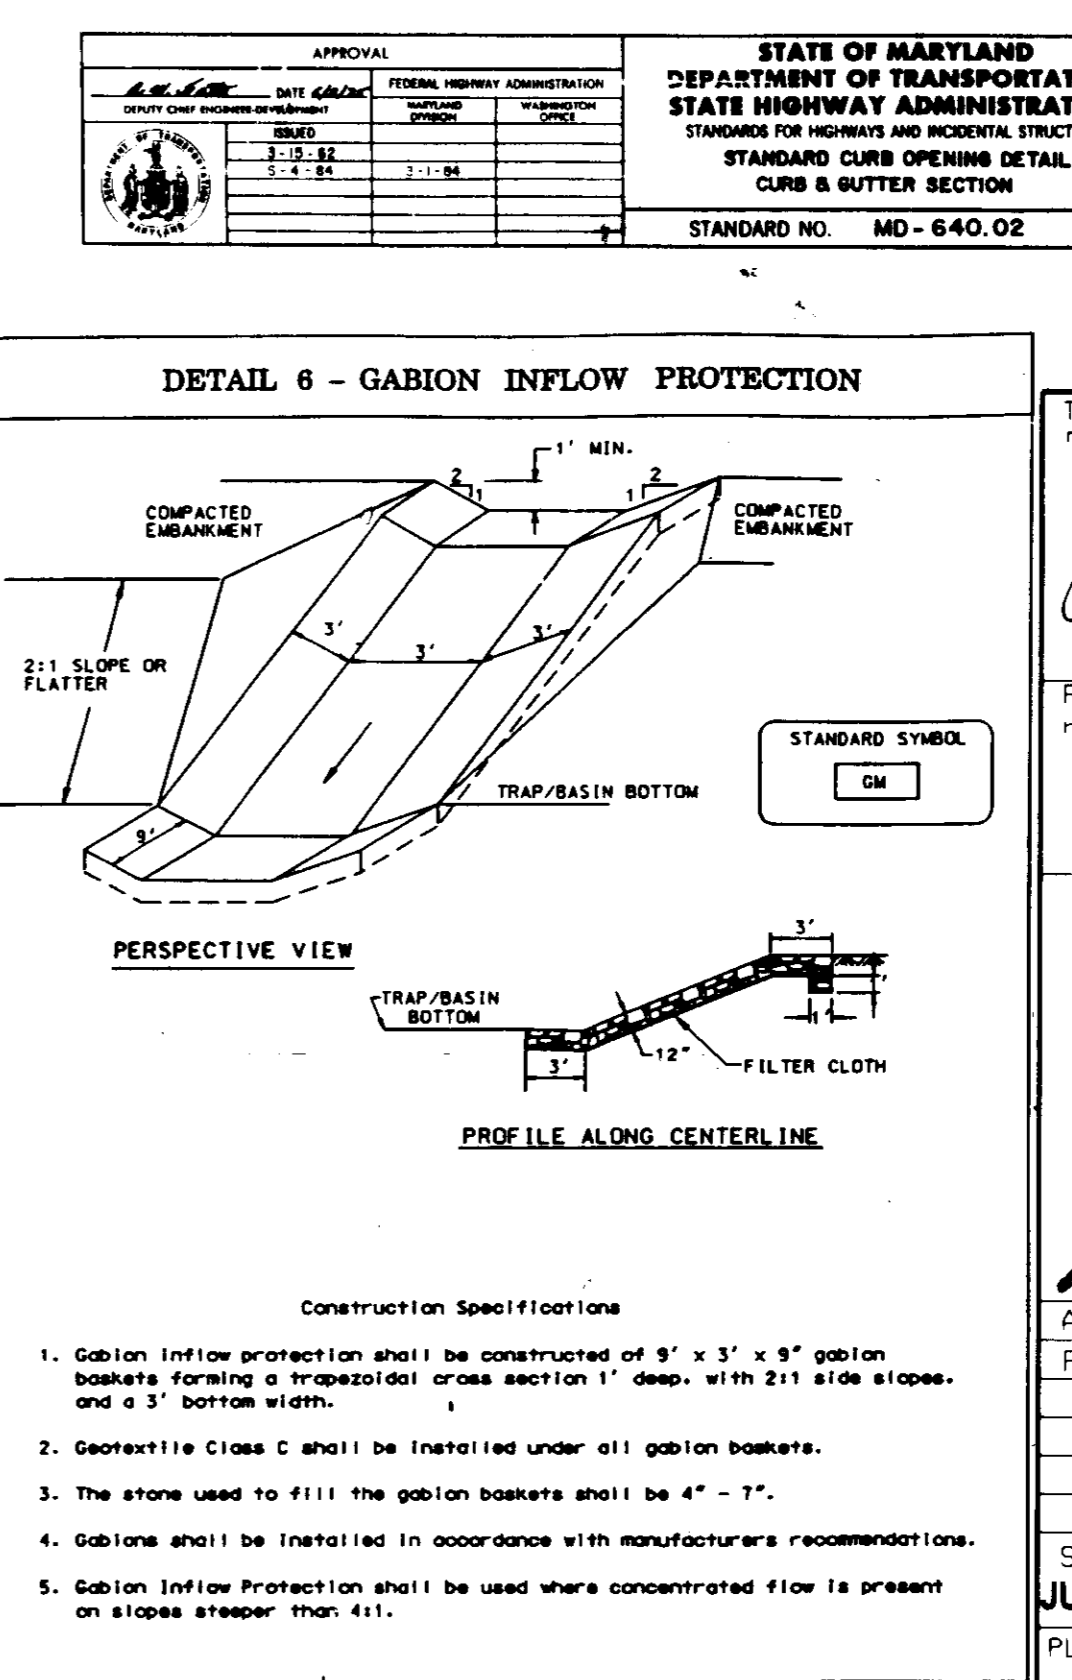 APPROVAL
DATE
DEPUTY CHIEF ENGINEER-DEVELOPMENT
FEDERAL HIGHWAY ADMINISTRATION
MARYLAND DIVISION
WASHINGTON OFFICE
ISSUED
3-15-82
5-4-84
3-1-84
DEPARTMENT OF TRANSPORTATION
MARYLAND
STATE OF MARYLAND
DEPARTMENT OF TRANSPORTAT
STATE HIGHWAY ADMINISTRAT
STANDARDS FOR HIGHWAYS AND INCIDENTAL STRUCT
STANDARD CURB OPENING DETAIL
CURB & GUTTER SECTION
STANDARD NO. MD-640.02
DETAIL 6 - GABION INFLOW PROTECTION
1' MIN.
2
1
2
1
COMPACTED
EMBANKMENT
COMPACTED
EMBANKMENT
3'
3'
3'
2:1 SLOPE OR
FLATTER
STANDARD SYMBOL
GM
TRAP/BASIN BOTTOM
9'
PERSPECTIVE VIEW
3'
TRAP/BASIN
BOTTOM
1'
12"
3'
FILTER CLOTH
PROFILE ALONG CENTERLINE
Construction Specifications
1. Gabion inflow protection shall be constructed of 9' x 3' x 9" gabion
baskets forming a trapezoidal cross section 1' deep, with 2:1 side slopes,
and a 3' bottom width.
2. Geotextile Class C shall be installed under all gabion baskets.
3. The stone used to fill the gabion baskets shall be 4" - 7".
4. Gabions shall be installed in accordance with manufacturers recommendations.
5. Gabion Inflow Protection shall be used where concentrated flow is present
on slopes steeper than 4:1.
JU
PL